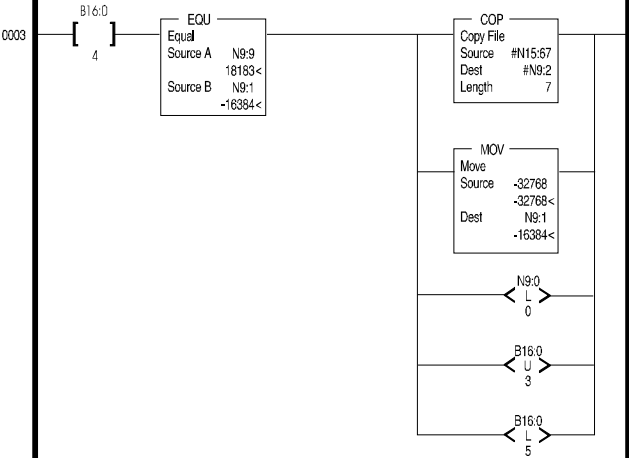 B16:0
0003
4
EQU
Equal
Source A N9:9
18183<
Source B N9:1
-16384<
COP
Copy File
Source #N15:67
Dest #N9:2
Length 7
MOV
Move
Source -32768
-32768<
Dest N9:1
-16384<
N9:0
L
0
B16:0
U
3
B16:0
L
5